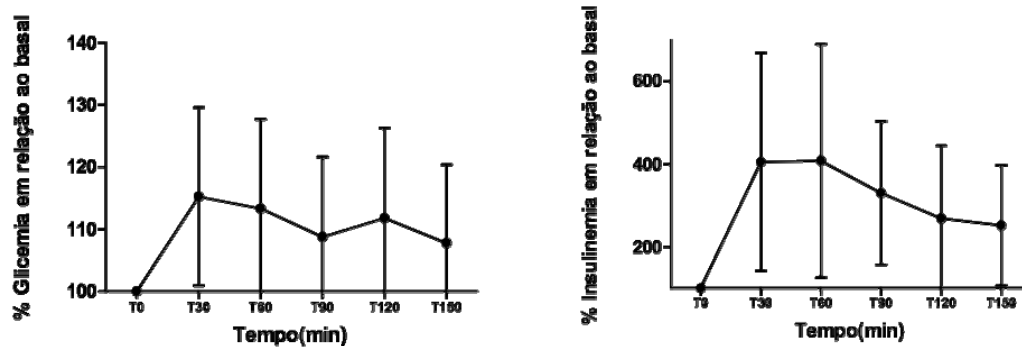 % Glicemia em relação ao basal
140
130
120
110
100
T0 T30 T60 T90 T120 T150
Tempo(min)
% Insulinemia em relação ao basal
600
400
200
T0 T30 T60 T90 T120 T150
Tempo(min)